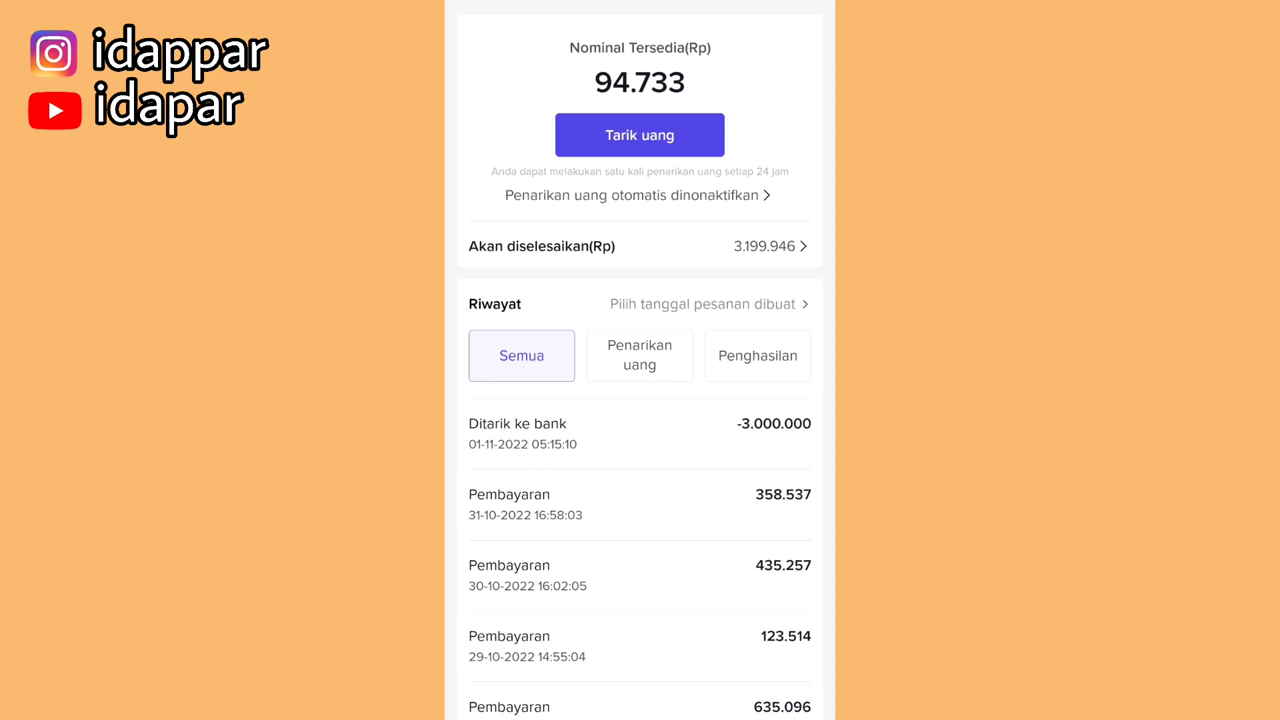 idappar
idapar
Nominal Tersedia(Rp)
94.733
Tarik uang
Anda dapat melakukan satu kali penarikan uang setiap 24 jam
Penarikan uang otomatis dinonaktifkan
Akan diselesaikan(Rp) 3.199.946
Riwayat Pilih tanggal pesanan dibuat
Semua
Penarikan
uang
Penghasilan
Ditarik ke bank -3.000.000
01-11-2022 05:15:10
Pembayaran 358.537
31-10-2022 16:58:03
Pembayaran 435.257
30-10-2022 16:02:05
Pembayaran 123.514
29-10-2022 14:55:04
Pembayaran 635.096